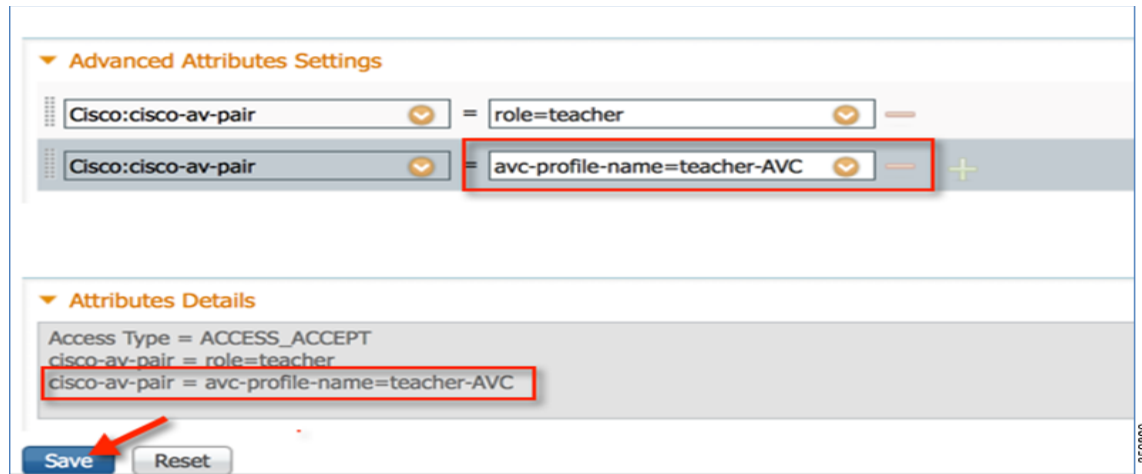 Advanced Attributes Settings
Cisco:cisco-av-pair = role=teacher
Cisco:cisco-av-pair = avc-profile-name=teacher-AVC
Attributes Details
Access Type = ACCESS_ACCEPT
cisco-av-pair = role=teacher
cisco-av-pair = avc-profile-name=teacher-AVC
Save Reset